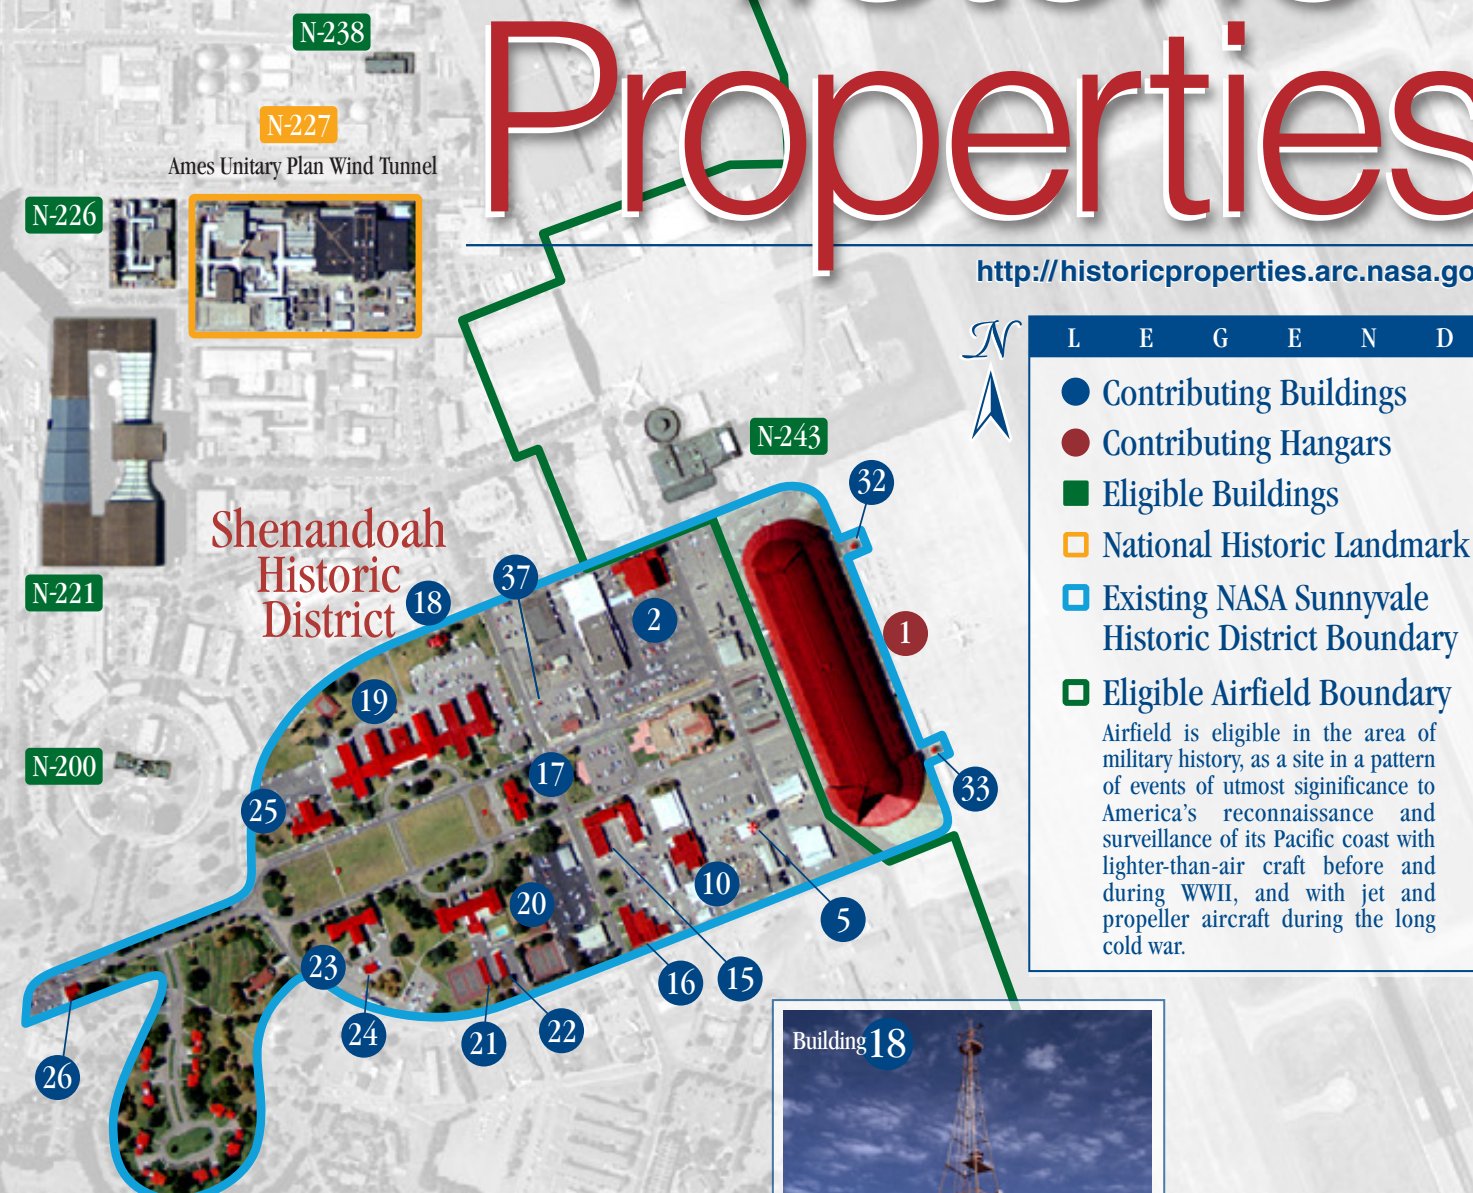 Properties
http://historicproperties.arc.nasa.go
N-238
N-227
Ames Unitary Plan Wind Tunnel
N-226
N-221
N-200
N-243
Shenandoah
Historic
District
N
L E G E N D
Contributing Buildings
Contributing Hangars
Eligible Buildings
National Historic Landmark
Existing NASA Sunnyvale
Historic District Boundary
Eligible Airfield Boundary
Airfield is eligible in the area of
military history, as a site in a pattern
of events of utmost siginificance to
America's reconnaissance and
surveillance of its Pacific coast with
lighter-than-air craft before and
during WWII, and with jet and
propeller aircraft during the long
cold war.
32
37
18
2
1
19
17
33
25
10
20
5
23
16
15
24
21
22
26
Building 18